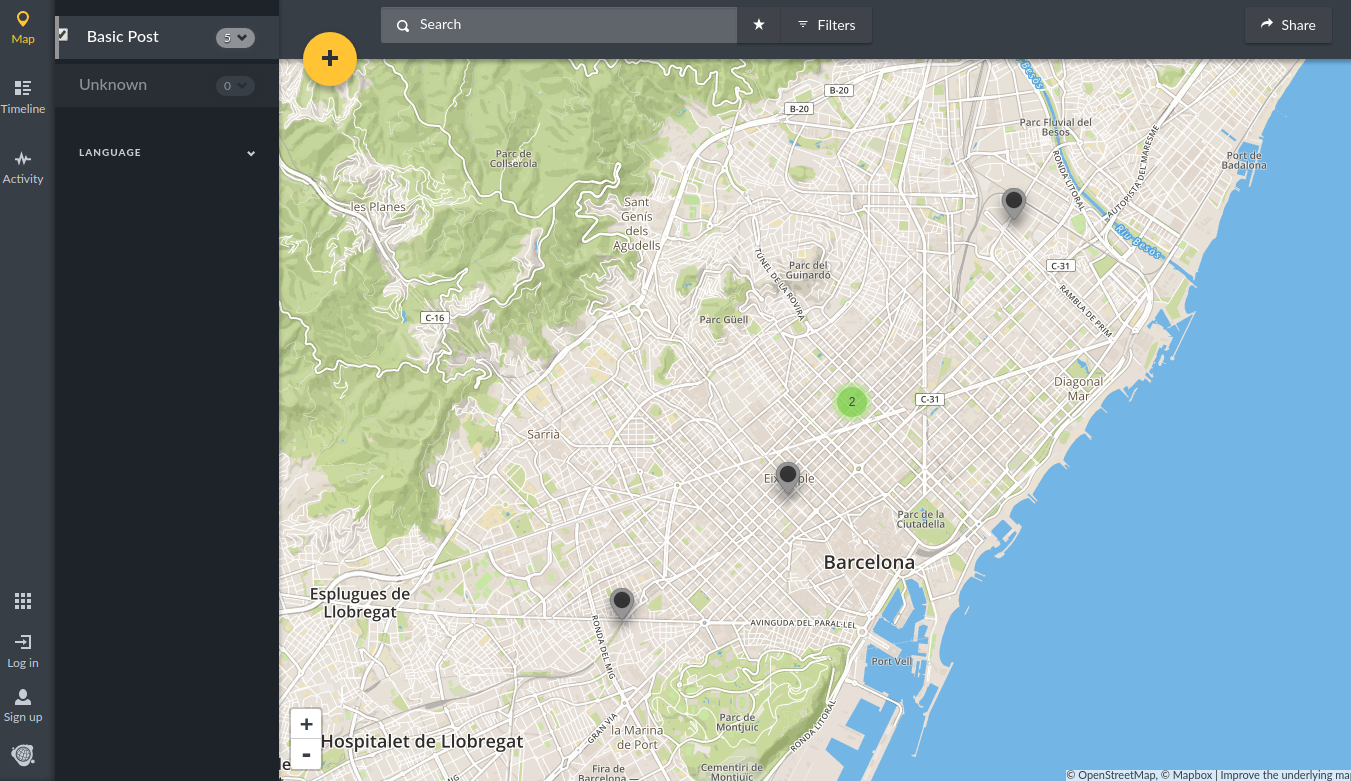 Map
Timeline
Activity
Log in
Sign up
Basic Post
5
Unknown
0
LANGUAGE
+
Search
Filters
Share
B-20
B-20
Besòs
Parc Fluvial del
Besos
Port de
Badalona
Parc de
Collserola
RONDA LITORAL
AUTOPISTA DEL MARESME
les Planes
Sant
Genís
dels
Agudells
Riu Besòs
TÚNEL DE LA ROVIRA
Parc del
Guinardó
C-31
RAMBLA DE PRIM
C-16
Parc Güell
Diagonal
Mar
2
C-31
Sarrià
Parc de la
Ciutadella
Barcelona
Esplugues de
Llobregat
RONDA DEL MIG
AVINGUDA DEL PARAL·LEL
Port Vell
Parc de
Montjuïc
RONDA LITORAL
GRAN VIA
la Marina
de Port
+
-
Hospitalet de Llobregat
de
Fira de
Barcelona —
Cementiri de
Montjuïc
© OpenStreetMap, © Mapbox | Improve the underlying ma